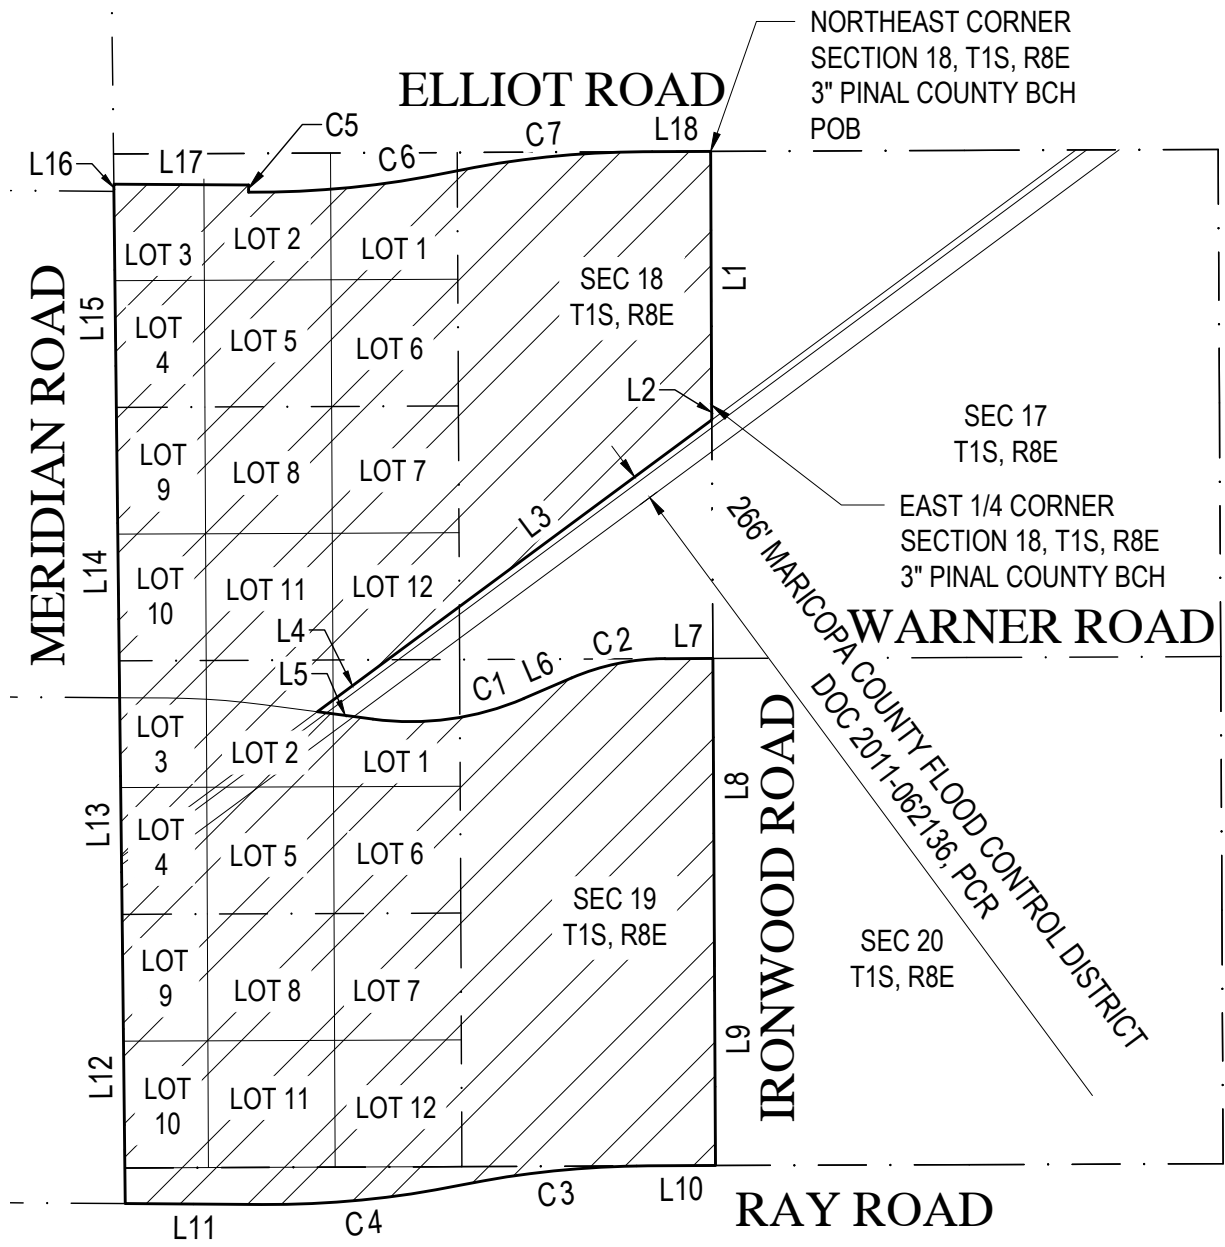 NORTHEAST CORNER
SECTION 18, T1S, R8E
3" PINAL COUNTY BCH
POB
ELLIOT ROAD
C5
C7
L18
L16
L17
C6
LOT 3
LOT 2
LOT 1
SEC 18
T1S, R8E
L1
L15
MERIDIAN ROAD
LOT
4
LOT 5
LOT 6
L2
SEC 17
T1S, R8E
LOT
9
LOT 8
LOT 7
L3
EAST 1/4 CORNER
SECTION 18, T1S, R8E
3" PINAL COUNTY BCH
266' MARICOPA COUNTY FLOOD CONTROL DISTRICT
DOC 2011-062136, PCR
L14
LOT
10
LOT 11
LOT 12
WARNER ROAD
L4
L5
C1
L6
C2
L7
LOT
3
LOT 2
LOT 1
L8
IRONWOOD ROAD
L13
LOT
4
LOT 5
LOT 6
SEC 19
T1S, R8E
SEC 20
T1S, R8E
LOT
9
LOT 8
LOT 7
L9
L12
LOT
10
LOT 11
LOT 12
L11
C4
C3
L10
RAY ROAD